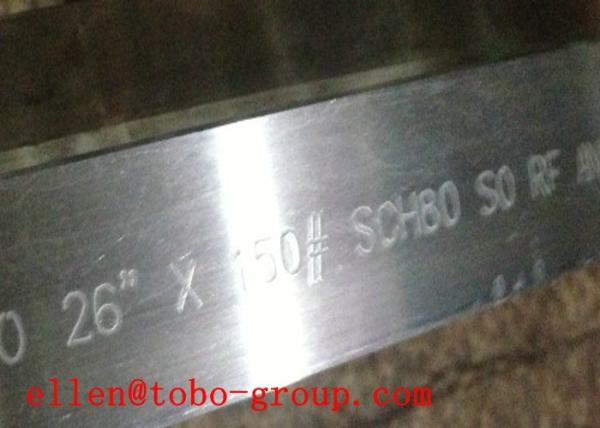 26" X 150# SCH80 SO RF
ellen@tobo-group.com